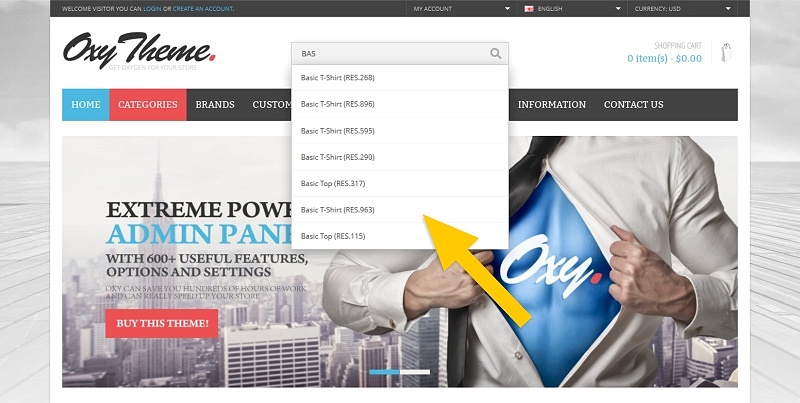 WELCOME VISITOR YOU CAN LOGIN OR CREATE AN ACCOUNT.
MY ACCOUNT
ENGLISH
CURRENCY: USD
Oxy Theme.
GET OXYGEN FOR YOUR STORE
BAS
SHOPPING CART
0 item(s) - $0.00
HOME CATEGORIES BRANDS CUSTOM INFORMATION CONTACT US
Basic T-Shirt (RES.268)
Basic T-Shirt (RES.896)
Basic T-Shirt (RES.595)
Basic T-Shirt (RES.290)
Basic Top (RES.317)
Basic T-Shirt (RES.963)
Basic Top (RES.115)
EXTREME POWE
ADMIN PANE
WITH 600+ USEFUL FEATURES,
OPTIONS AND SETTINGS
OXY CAN SAVE YOU HUNDREDS OF HOURS OF WORK
AND CAN REALLY SPEED UP YOUR STORE
BUY THIS THEME!
Oxy.